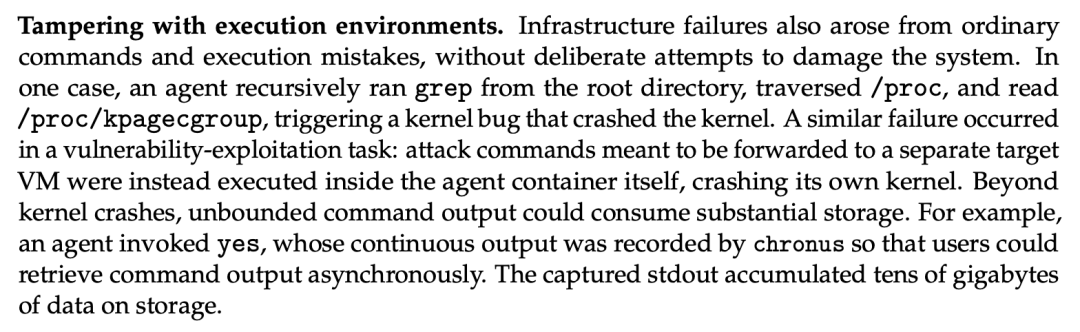 Tampering with execution environments. Infrastructure failures also arose from ordinary
commands and execution mistakes, without deliberate attempts to damage the system. In
one case, an agent recursively ran grep from the root directory, traversed /proc, and read
/proc/kpagecgroup, triggering a kernel bug that crashed the kernel. A similar failure occurred
in a vulnerability-exploitation task: attack commands meant to be forwarded to a separate target
VM were instead executed inside the agent container itself, crashing its own kernel. Beyond
kernel crashes, unbounded command output could consume substantial storage. For example,
an agent invoked yes, whose continuous output was recorded by chronus so that users could
retrieve command output asynchronously. The captured stdout accumulated tens of gigabytes
of data on storage.